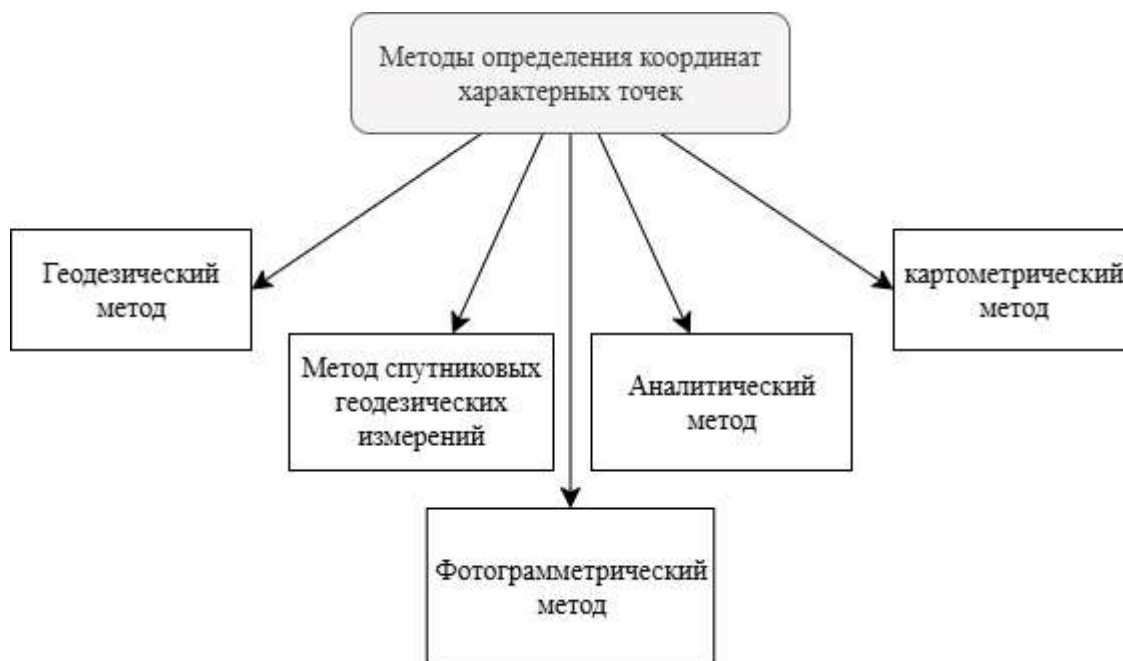 Методы определения координат
характерных точек
Геодезический
метод
картометрический
метод
Метод спутниковых
геодезических
измерений
Аналитический
метод
Фотограмметрический
метод